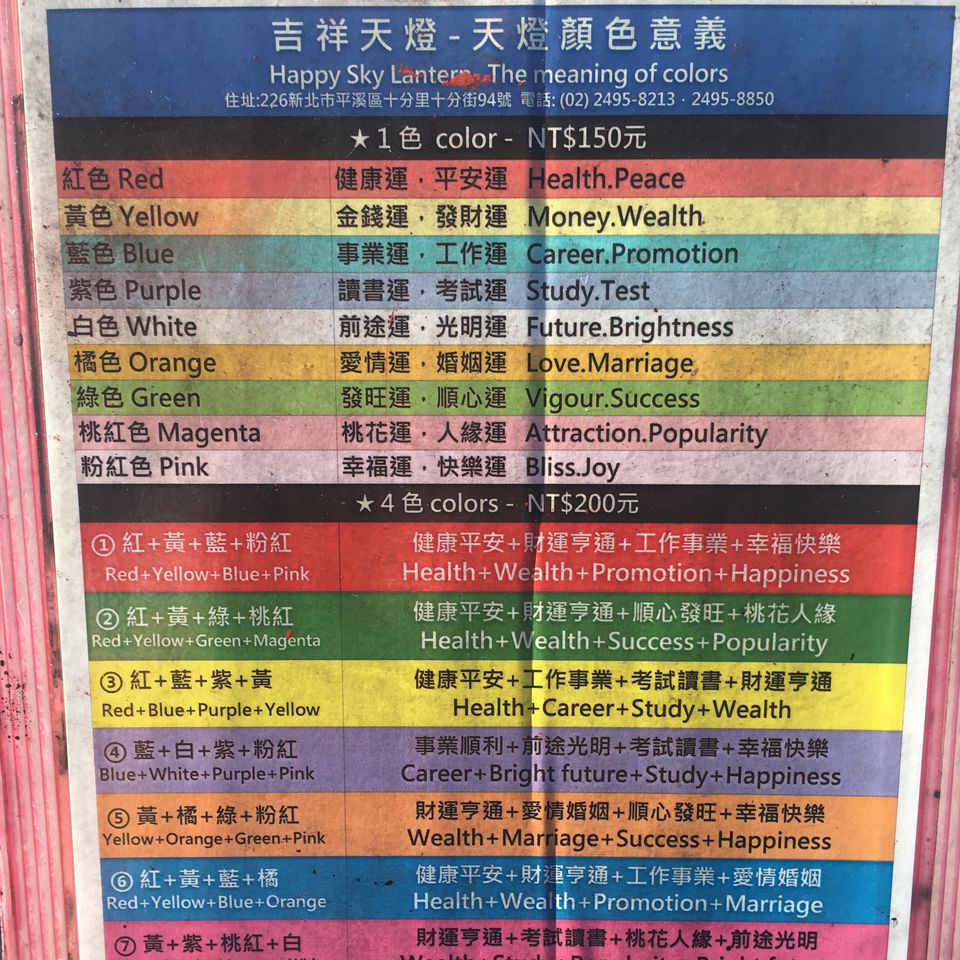 吉祥天燈-天燈顏色意義
Happy Sky Lantern- The meaning of colors
住址:226新北市平溪區十分里十分街94號 電話: (02) 2495-8213 · 2495-8850
★1色 color - NT$150元
紅色 Red 健康運 · 平安運 Health.Peace
黃色 Yellow 金錢運 · 發財運 Money.Wealth
藍色 Blue 事業運 · 工作運 Career.Promotion
紫色 Purple 讀書運 · 考試運 Study.Test
白色 White 前途運 · 光明運 Future.Brightness
橘色 Orange 愛情運 · 婚姻運 Love.Marriage
綠色 Green 發旺運 · 順心運 Vigour.Success
桃紅色 Magenta 桃花運 · 人緣運 Attraction.Popularity
粉紅色 Pink 幸福運 · 快樂運 Bliss.Joy
★4色 colors - NT$200元
① 紅+黃+藍+粉紅 健康平安+財運亨通+工作事業+幸福快樂
Red+Yellow+Blue+Pink Health+Wealth+Promotion+Happiness
② 紅+黃+綠+桃紅 健康平安+財運亨通+順心發旺+桃花人緣
Red+Yellow+Green+Magenta Health+Wealth+Success+Popularity
③ 紅+藍+紫+黃 健康平安+工作事業+考試讀書+財運亨通
Red+Blue+Purple+Yellow Health+Career+Study+Wealth
④ 藍+白+紫+粉紅 事業順利+前途光明+考試讀書+幸福快樂
Blue+White+Purple+Pink Career+Bright future+Study+Happiness
⑤ 黃+橘+綠+粉紅 財運亨通+愛情婚姻+順心發旺+幸福快樂
Yellow+Orange+Green+Pink Wealth+Marriage+Success+Happiness
⑥ 紅+黃+藍+橘 健康平安+財運亨通+工作事業+愛情婚姻
Red+Yellow+Blue+Orange Health+Wealth+Promotion+Marriage
⑦ 黃+紫+桃紅+白 財運亨通+考試讀書+桃花人緣+前途光明